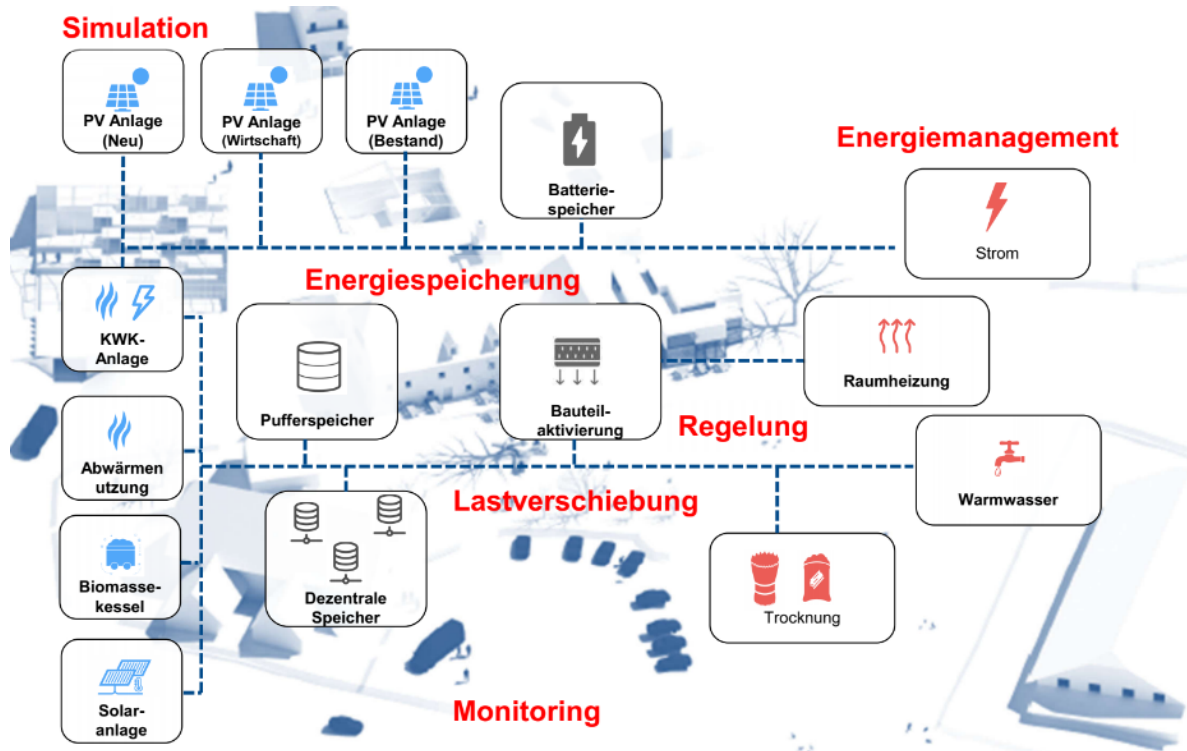 Simulation
PV Anlage
(Neu)
PV Anlage
(Wirtschaft)
PV Anlage
(Bestand)
Batterie-
speicher
Energiemanagement
Strom
Energiespeicherung
KWK-
Anlage
Pufferspeicher
Bauteil-
aktivierung
Raumheizung
Regelung
Abwärmen
utzung
Lastverschiebung
Warmwasser
Biomasse-
kessel
Dezentrale
Speicher
Trocknung
Solar-
anlage
Monitoring